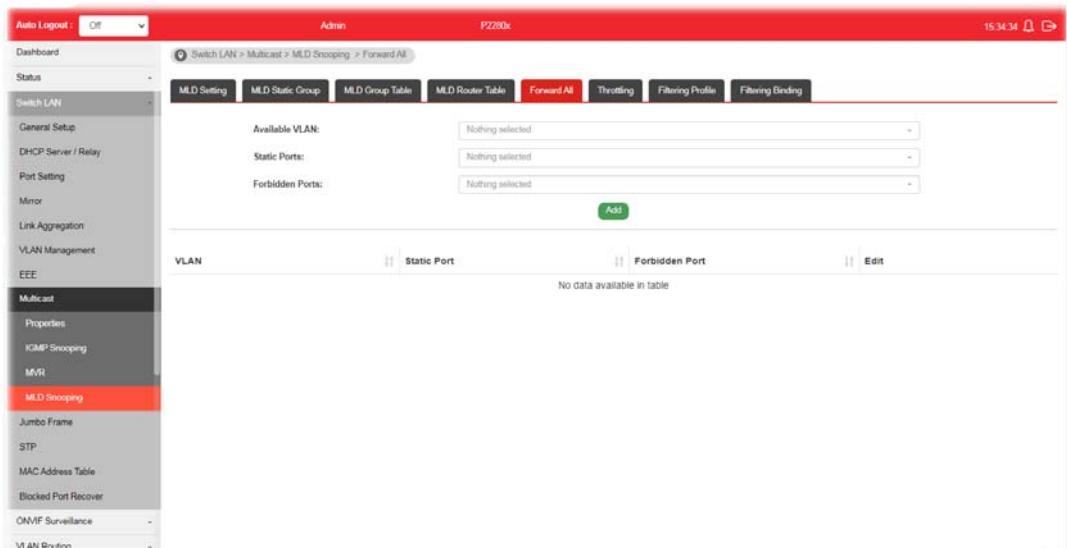 Auto Logout : Off Admin P2280x 15:34:34
Dashboard
Status
Switch LAN
General Setup
DHCP Server / Relay
Port Setting
Mirror
Link Aggregation
VLAN Management
EEE
Multicast
Properties
IGMP Snooping
MVR
MLD Snooping
Jumbo Frame
STP
MAC Address Table
Blocked Port Recover
ONVIF Surveillance
VLAN Routing
Switch LAN > Multicast > MLD Snooping > Forward All
MLD Setting MLD Static Group MLD Group Table MLD Router Table Forward All Throttling Filtering Profile Filtering Binding
Available VLAN: Nothing selected
Static Ports: Nothing selected
Forbidden Ports: Nothing selected
Add
VLAN Static Port Forbidden Port Edit
No data available in table